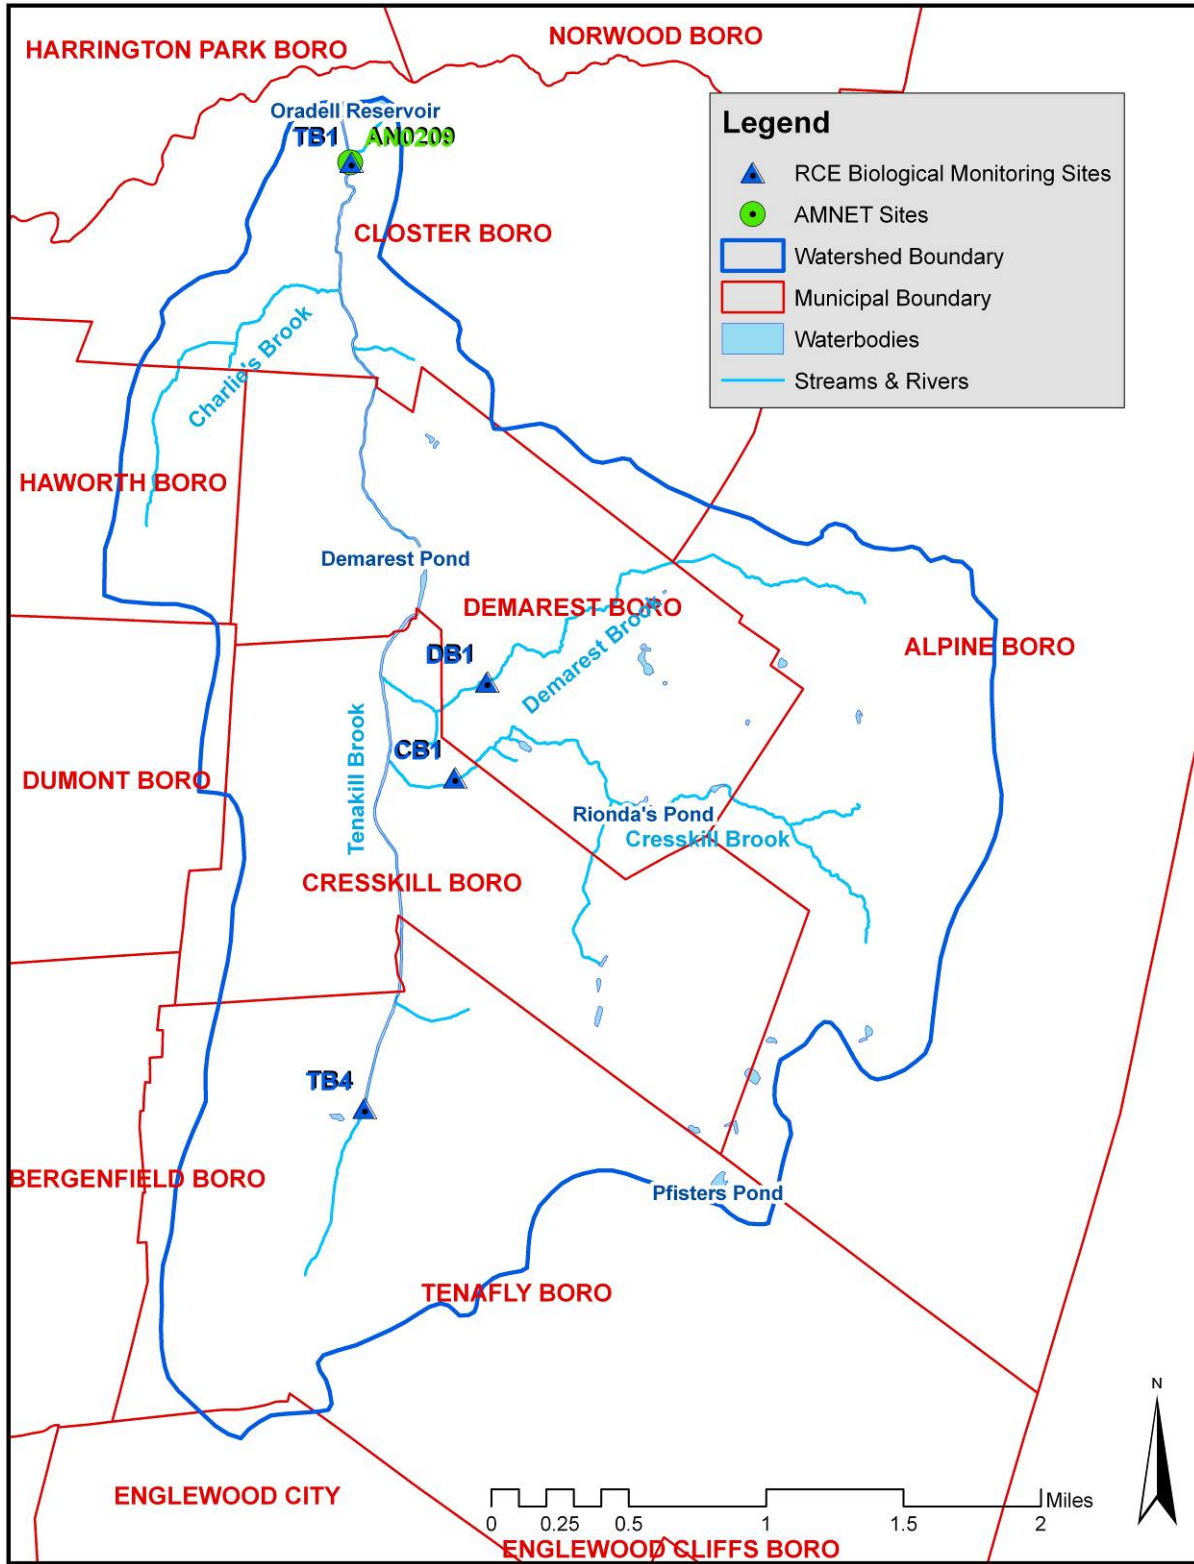 HARRINGTON PARK BORO
NORWOOD BORO
Oradell Reservoir
TB1
AN0209
Legend
RCE Biological Monitoring Sites
AMNET Sites
Watershed Boundary
Municipal Boundary
Waterbodies
Streams & Rivers
CLOSTER BORO
Charlie's Brook
HAWORTH BORO
Demarest Pond
DEMAREST BORO
DB1
Demarest Brook
ALPINE BORO
Tenakill Brook
CB1
DUMONT BORO
Rionda's Pond
Cresskill Brook
CRESSKILL BORO
TB4
BERGENFIELD BORO
Pfisters Pond
TENAFLY BORO
N
ENGLEWOOD CITY
Miles
0 0.25 0.5 1 1.5 2
ENGLEWOOD CLIFFS BORO